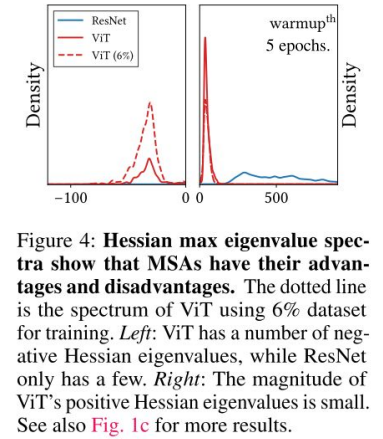 ResNet
ViT
ViT (6%)
warmupth
5 epochs.
Density
Density
−100
0
0
500
Figure 4: Hessian max eigenvalue spec-
tra show that MSAs have their advan-
tages and disadvantages. The dotted line
is the spectrum of ViT using 6% dataset
for training. Left: ViT has a number of neg-
ative Hessian eigenvalues, while ResNet
only has a few. Right: The magnitude of
ViT's positive Hessian eigenvalues is small.
See also Fig. 1c for more results.